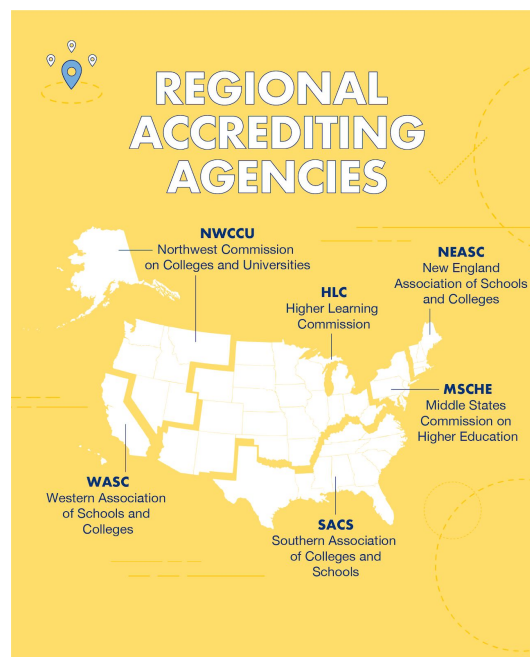 REGIONAL
ACCREDITING
AGENCIES
NWCCU
Northwest Commission
on Colleges and Universities
NEASC
New England
Association of Schools
and Colleges
HLC
Higher Learning
Commission
MSCHE
Middle States
Commission on
Higher Education
WASC
Western Association
of Schools and
Colleges
SACS
Southern Association
of Colleges and
Schools